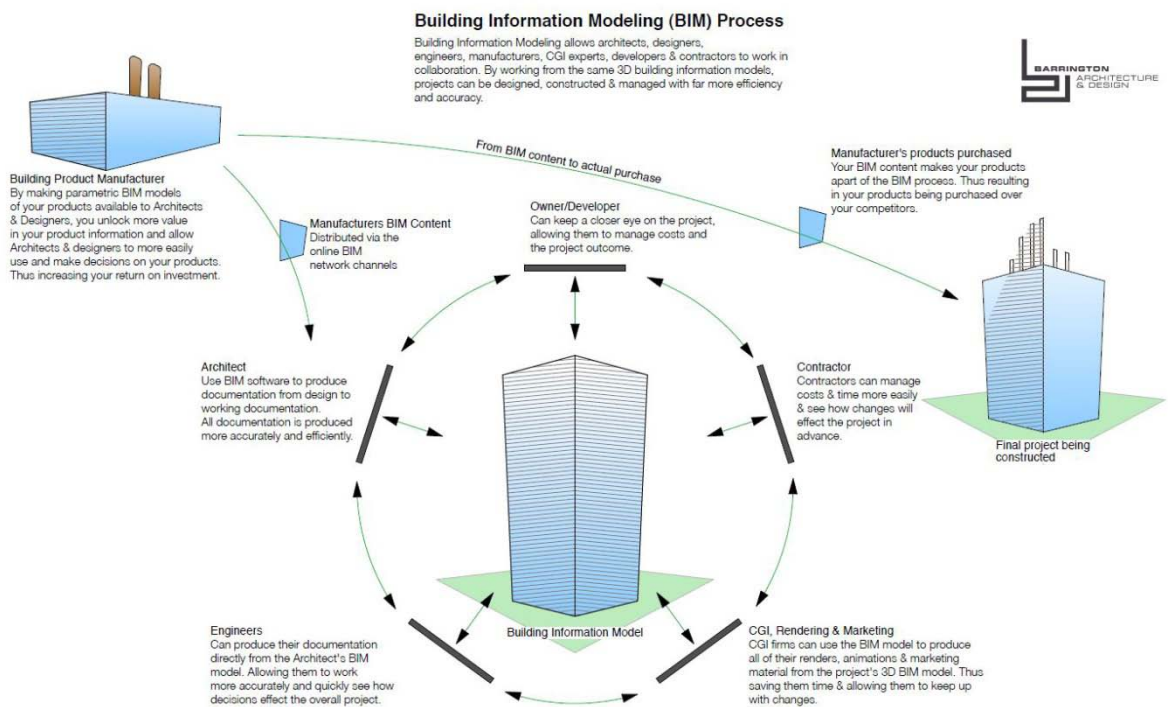 Building Information Modeling (BIM) Process
Building Information Modeling allows architects, designers,
engineers, manufacturers, CGI experts, developers & contractors to work in
collaboration. By working from the same 3D building information models,
projects can be designed, constructed & managed with far more efficiency
and accuracy.
BARRINGTON
ARCHITECTURE
& DESIGN
Building Product Manufacturer
By making parametric BIM models
of your products available to Architects
& Designers, you unlock more value
in your product information and allow
Architects & designers to more easily
use and make decisions on your products.
Thus increasing your return on investment.
Manufacturers BIM Content
Distributed via the
online BIM
network channels
From BIM content to actual purchase
Manufacturer's products purchased
Your BIM content makes your products
apart of the BIM process. Thus resulting
in your products being purchased over
your competitors.
Owner/Developer
Can keep a closer eye on the project,
allowing them to manage costs and
the project outcome.
Architect
Use BIM software to produce
documentation from design to
working documentation.
All documentation is produced
more accurately and efficiently.
Contractor
Contractors can manage
costs & time more easily
& see how changes will
effect the project in
advance.
Final project being
constructed
Engineers
Can produce their documentation
directly from the Architect's BIM
model. Allowing them to work
more accurately and quickly see how
decisions effect the overall project.
Building Information Model
CGI, Rendering & Marketing
CGI firms can use the BIM model to produce
all of their renders, animations & marketing
material from the project's 3D BIM model. Thus
saving them time & allowing them to keep up
with changes.